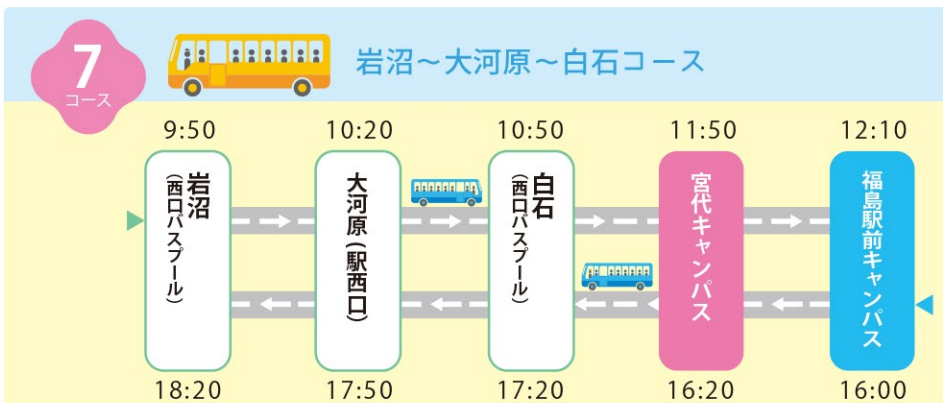 7
コース
岩沼～大河原～白石コース
9:50
10:20
10:50
11:50
12:10
岩沼
(西口バスプール)
大河原(駅西口)
白石
(西口バスプール)
宮代キャンパス
福島駅前キャンパス
18:20
17:50
17:20
16:20
16:00